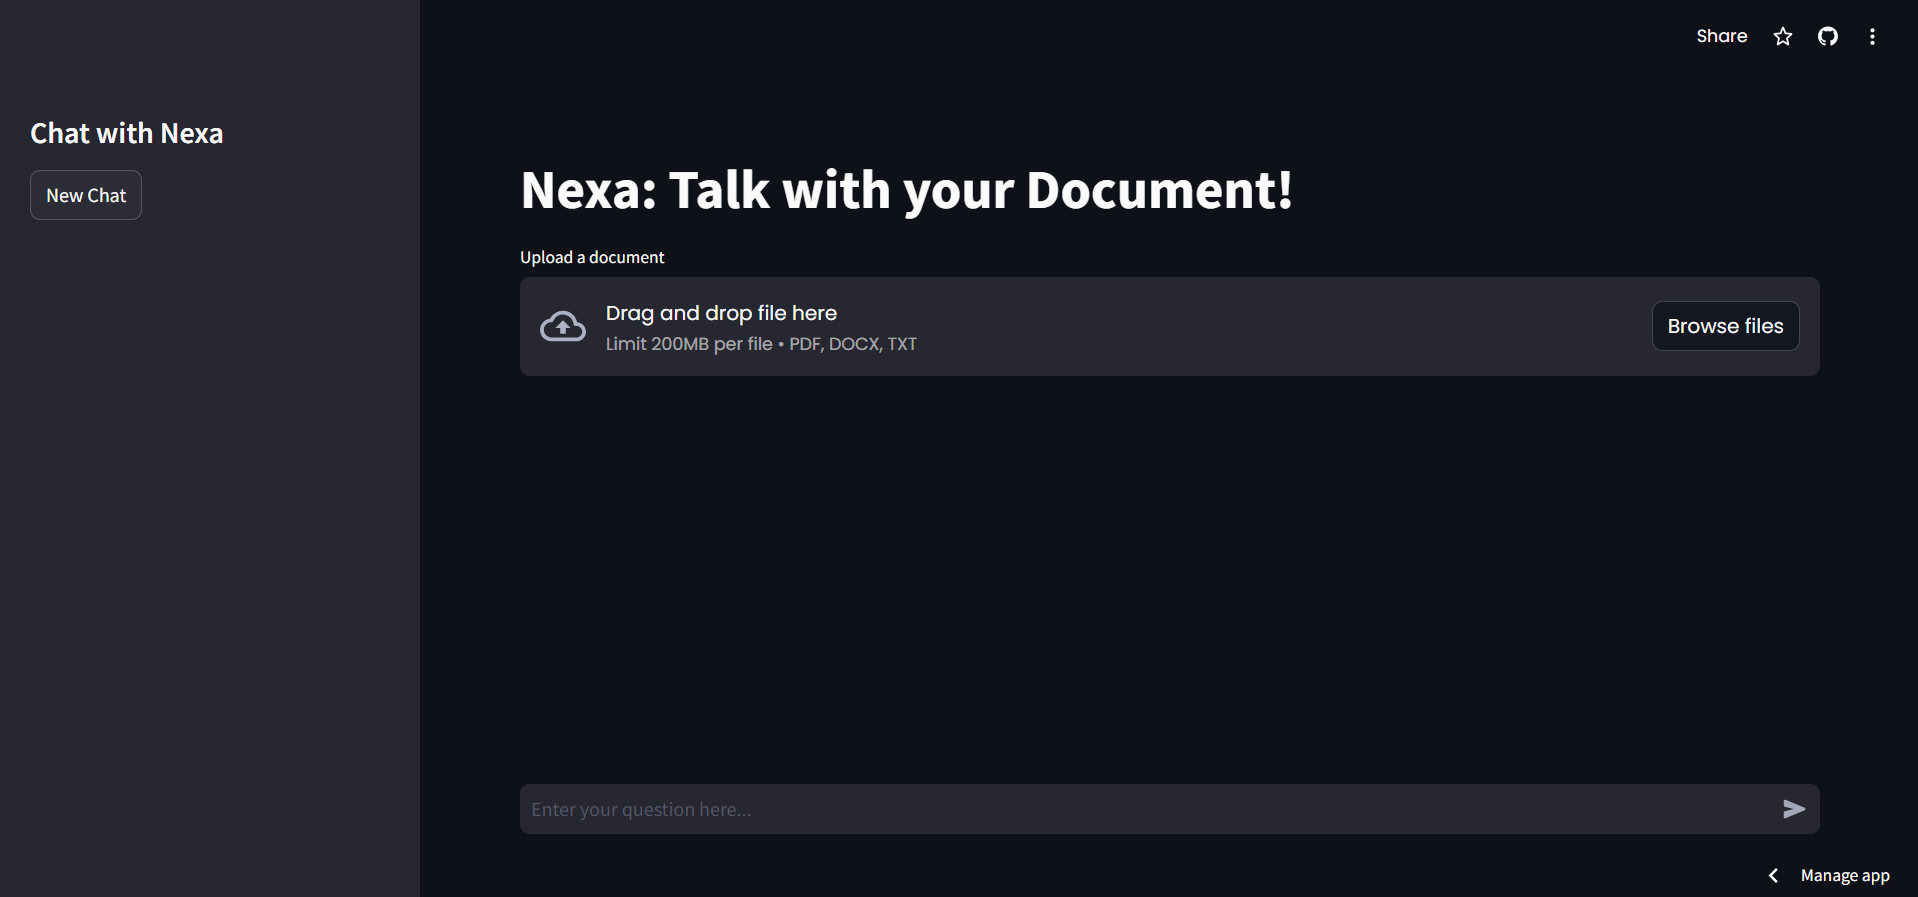 Share
Chat with Nexa
New Chat
Nexa: Talk with your Document!
Upload a document
Drag and drop file here
Limit 200MB per file • PDF, DOCX, TXT
Browse files
Enter your question here...
Manage app